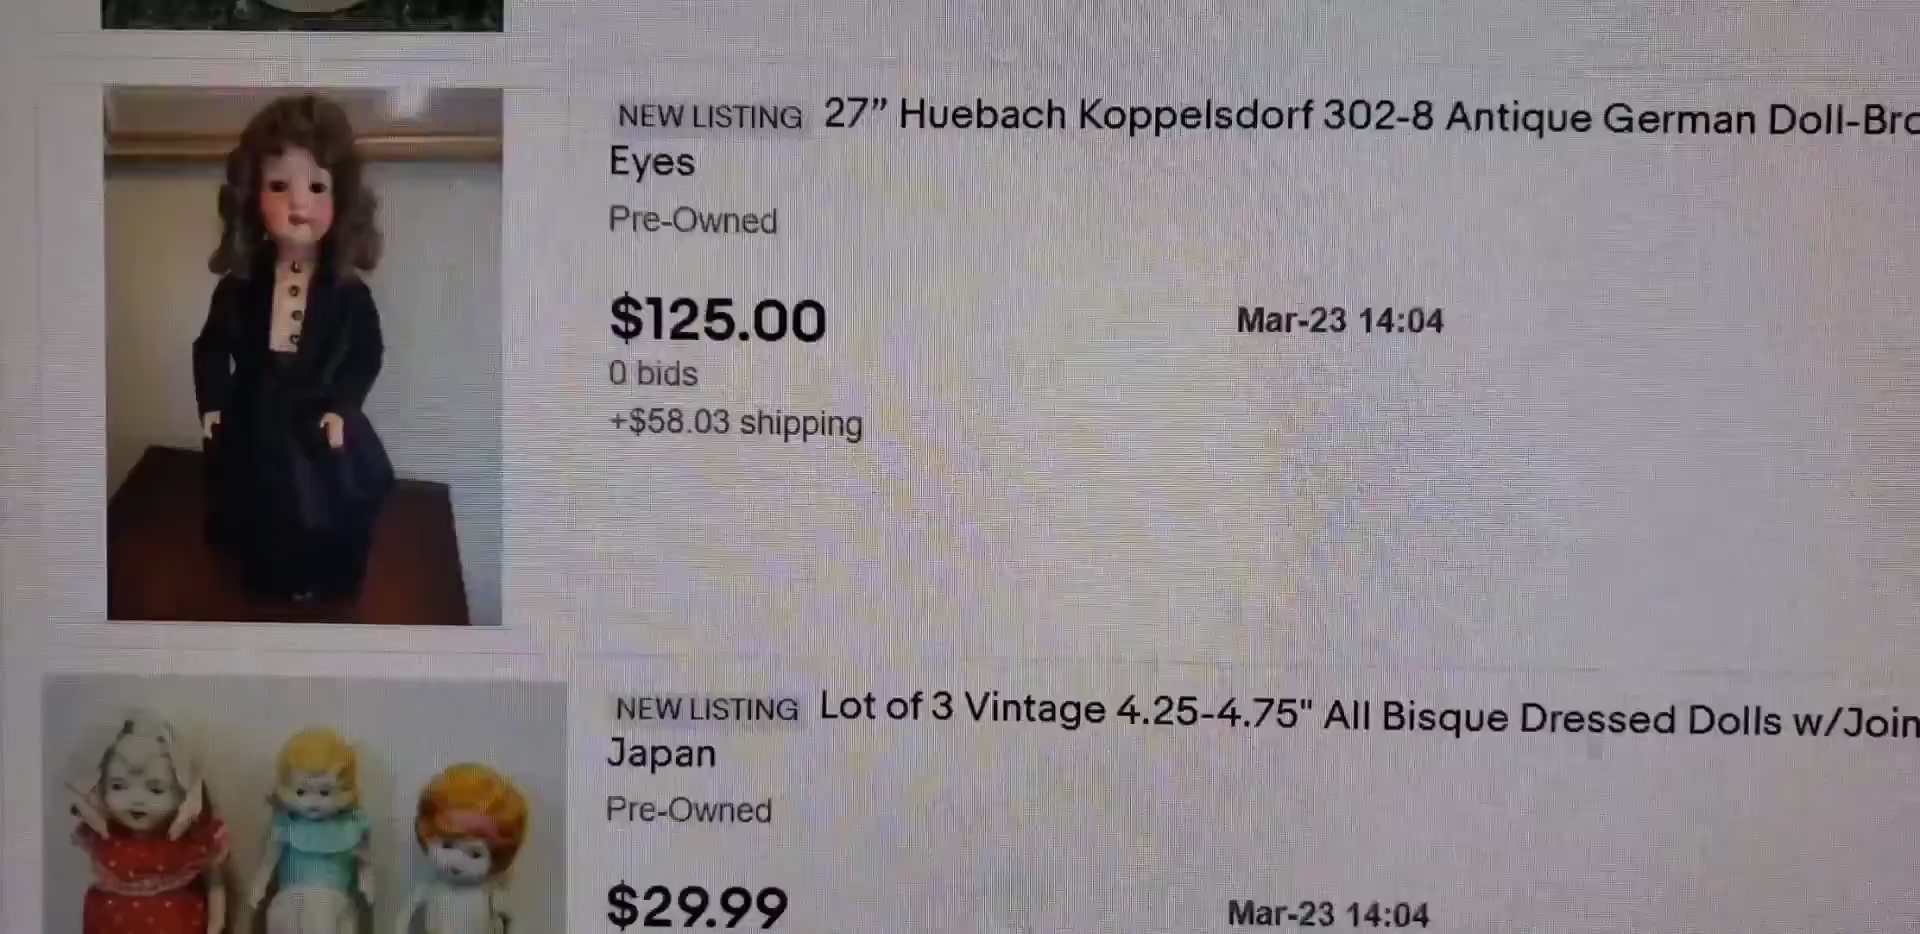 NEW LISTING 27” Huebach Koppelsdorf 302-8 Antique German Doll-Bro
Eyes
Pre-Owned
$125.00
Mar-23 14:04
0 bids
+$58.03 shipping
NEW LISTING Lot of 3 Vintage 4.25-4.75" All Bisque Dressed Dolls w/Join
Japan
Pre-Owned
$29.99
Mar-23 14:04